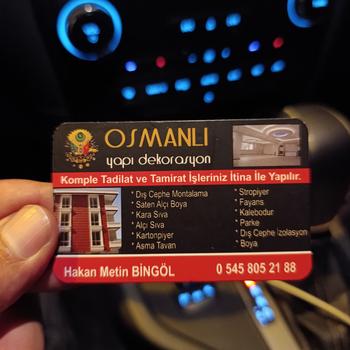 OSMANLI
yapı dekorasyon
Komple Tadilat ve Tamirat İşleriniz İtina İle Yapılır.
* Dış Cephe Montalama
* Saten Alçı Boya
* Kara Sıva
* Alçı Sıva
* Kartonpiyer
* Asma Tavan
* Stropiyer
* Fayans
* Kalebodur
* Parke
* Dış Cephe İzolasyon
* Boya
Hakan Metin BİNGÖL 0 545 805 21 88